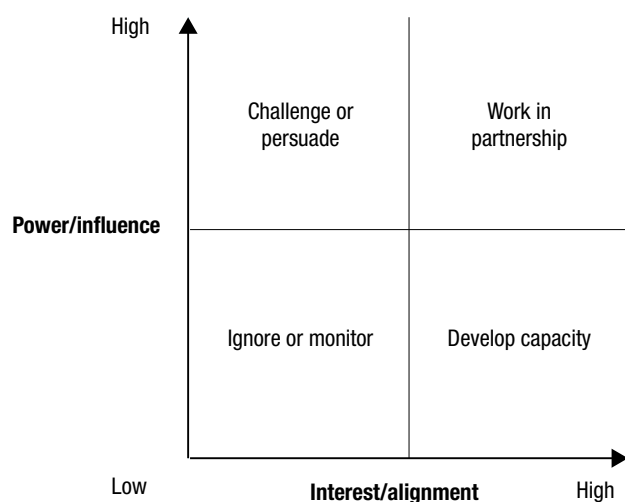 High
Challenge or
persuade
Work in
partnership
Power/influence
Ignore or monitor
Develop capacity
Low
Interest/alignment
High